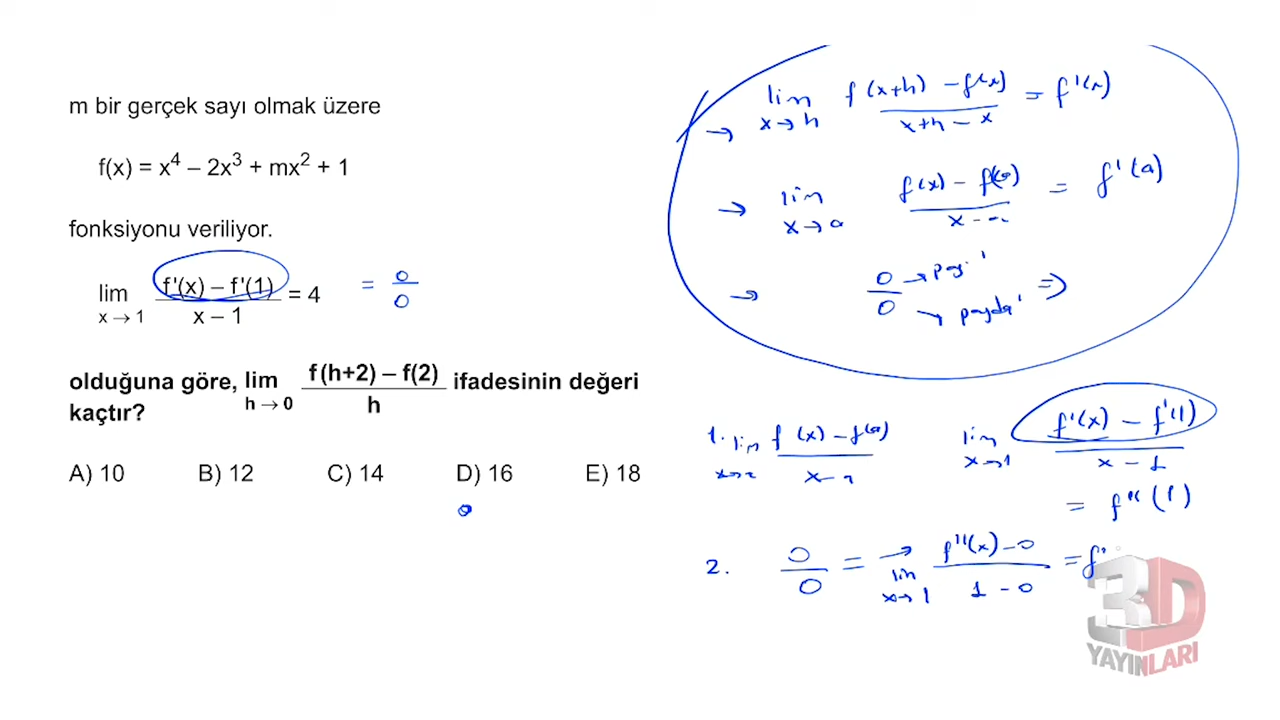 m bir gerçek sayı olmak üzere
f(x) = x⁴ – 2x³ + mx² + 1
fonksiyonu veriliyor.
lim x → 1 f'(x) – f'(1) / x – 1 = 4 = 0/0
olduğuna göre, lim h → 0 f(h+2) – f(2) / h ifadesinin değeri
kaçtır?
A) 10 B) 12 C) 14 D) 16 E) 18
→ lim x→h f(x+h) – f(x) / x+h – x = f'(x)
→ lim x→a f(x) – f(a) / x – a = f'(a)
→ 0/0 → pay' → payda' ⇒
1. lim x→a f(x) – f(a) / x – a
lim x→1 f'(x) – f'(1) / x – 1
= f''(1)
2. 0/0 = → lim x→1 f''(x) – 0 / 1 – 0 = f'
3D
YAYINLARI